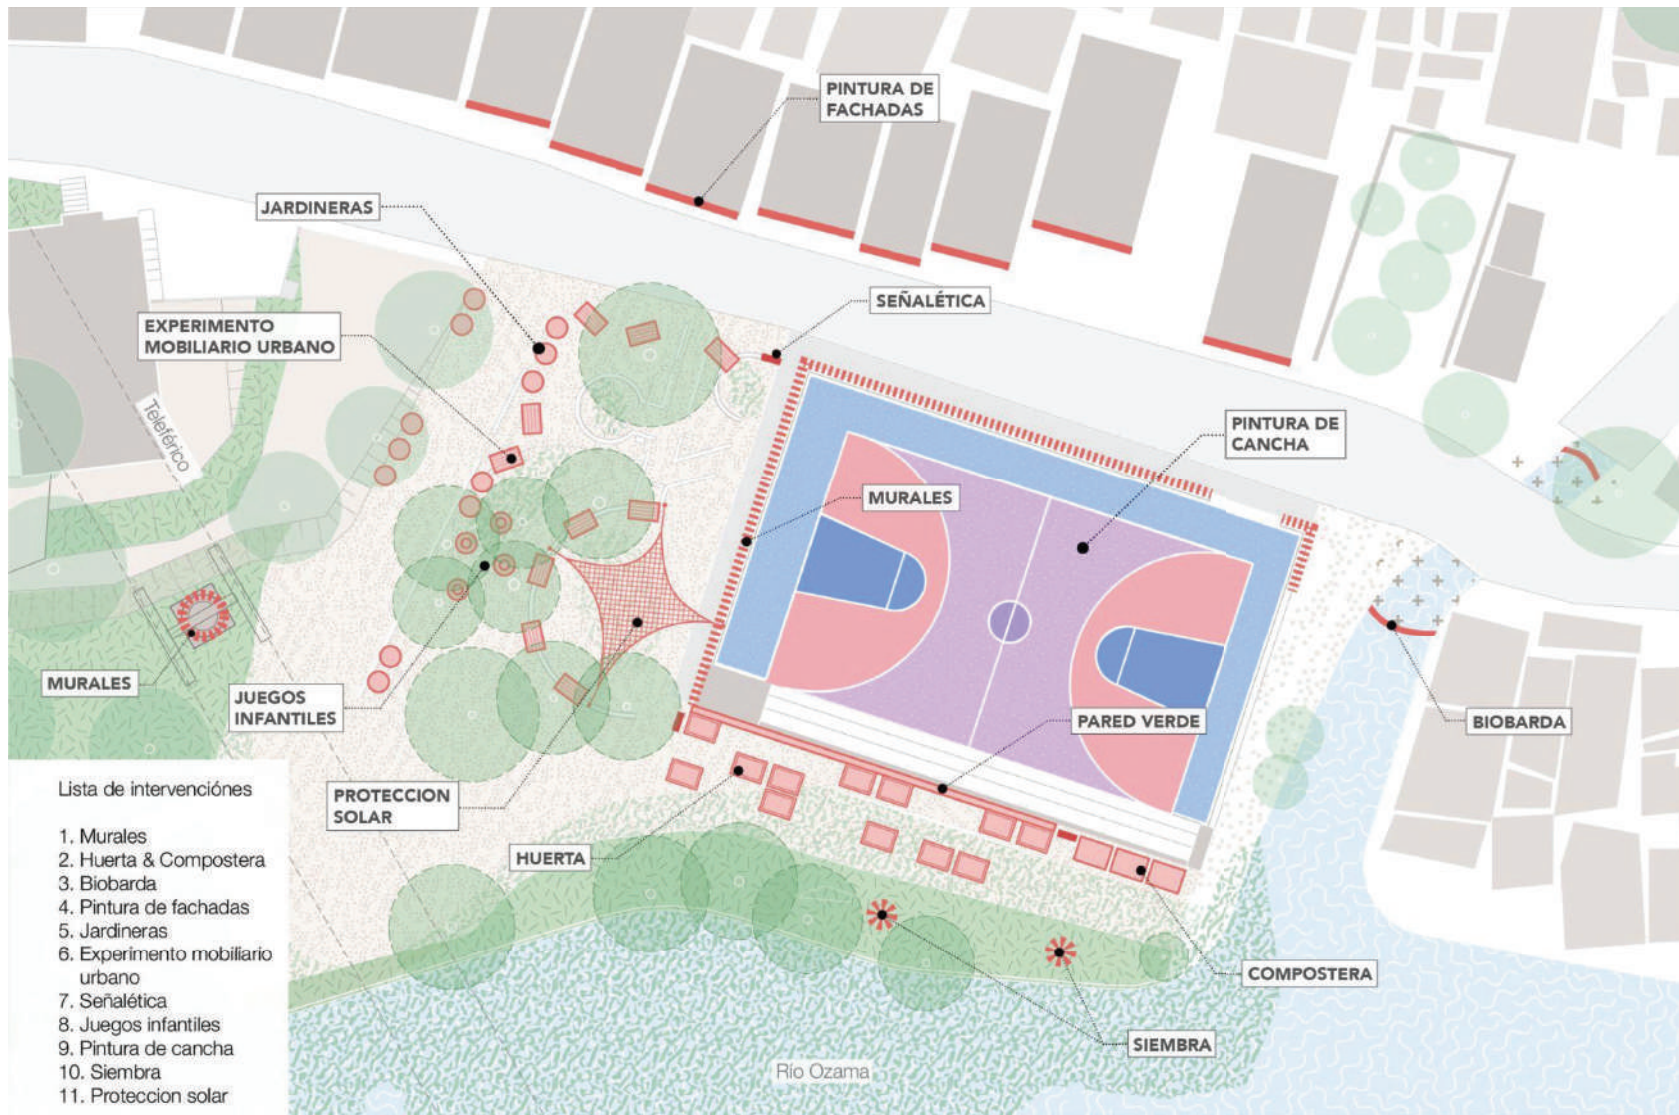 PINTURA DE
FACHADAS
JARDINERAS
SEÑALÉTICA
EXPERIMENTO
MOBILIARIO URBANO
Teleférico
PINTURA DE
CANCHA
MURALES
MURALES
JUEGOS
INFANTILES
PARED VERDE
BIOBARDA
PROTECCION
SOLAR
HUERTA
COMPOSTERA
SIEMBRA
Río Ozama
Lista de intervenciónes
1. Murales
2. Huerta & Compostera
3. Biobarda
4. Pintura de fachadas
5. Jardineras
6. Experimento mobiliario
urbano
7. Señalética
8. Juegos infantiles
9. Pintura de cancha
10. Siembra
11. Proteccion solar